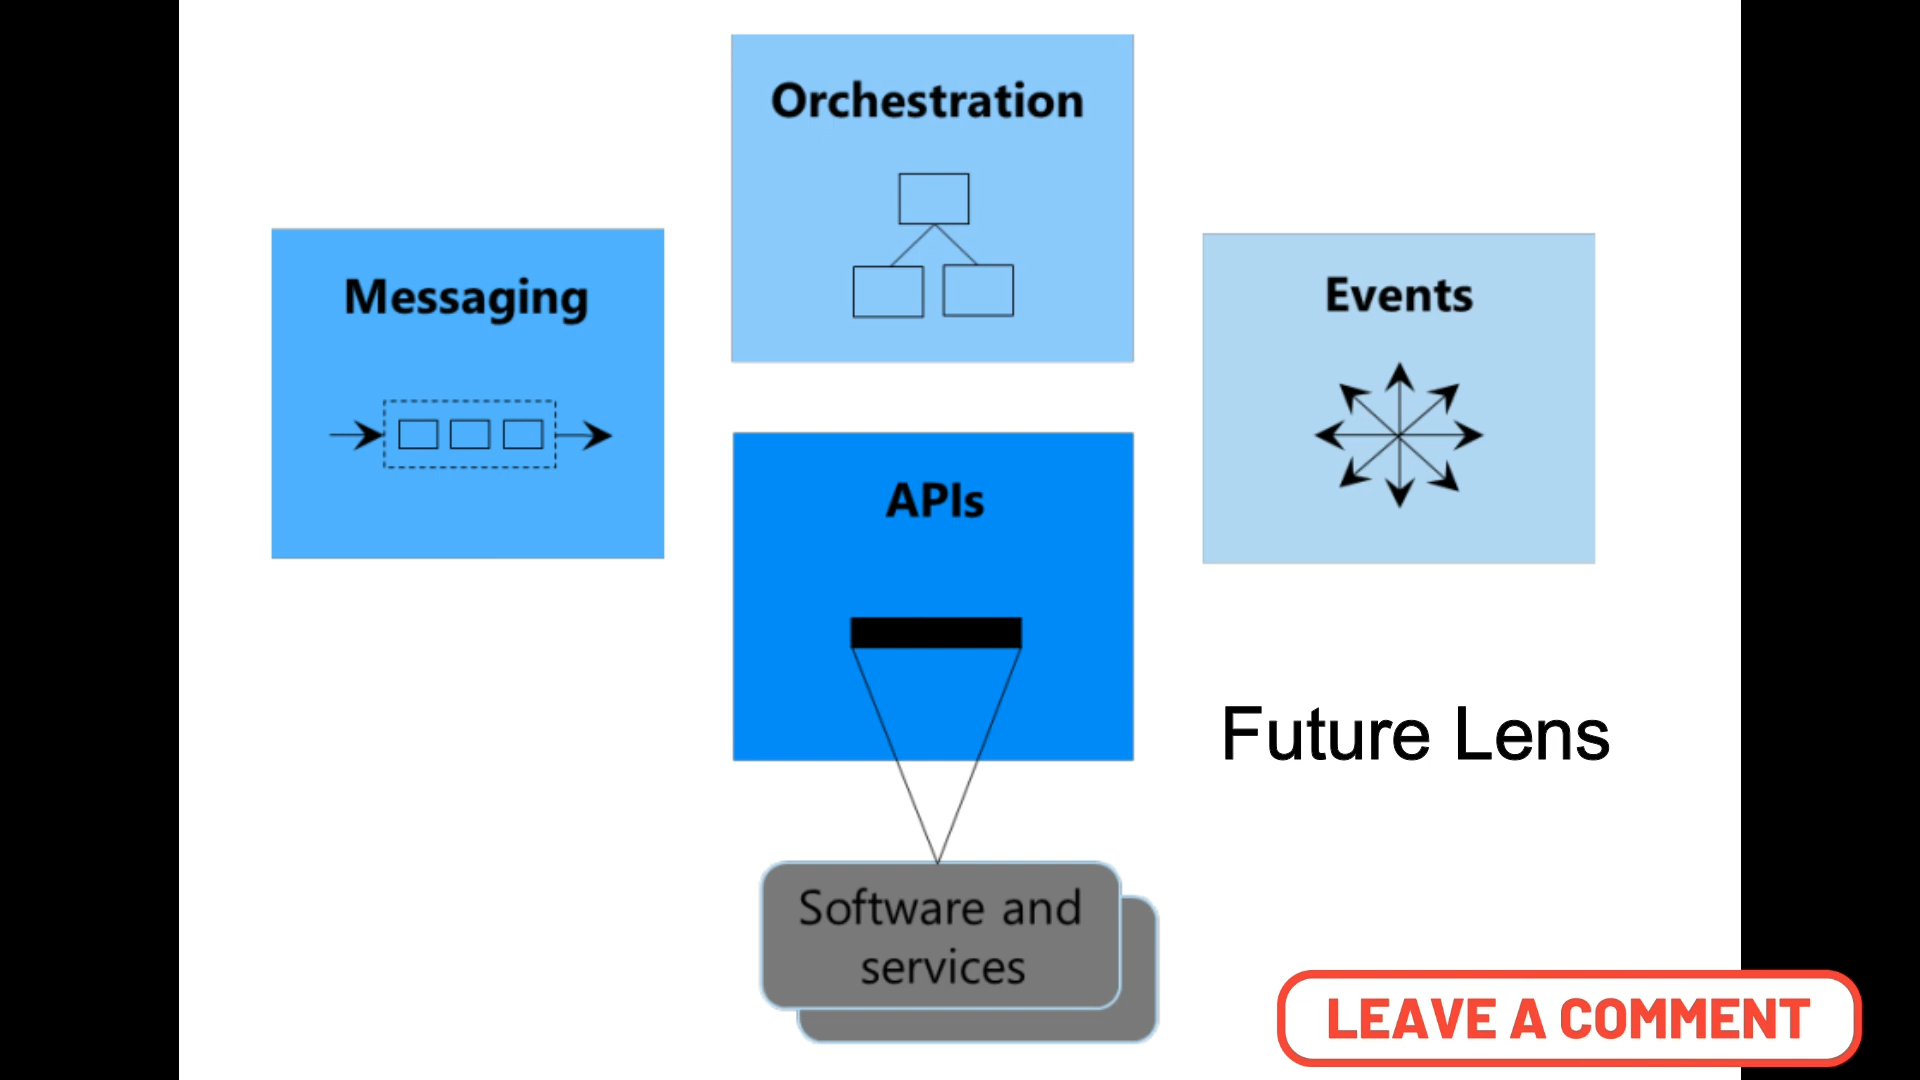 Orchestration
Messaging
Events
APIs
Future Lens
Software and
services
LEAVE A COMMENT